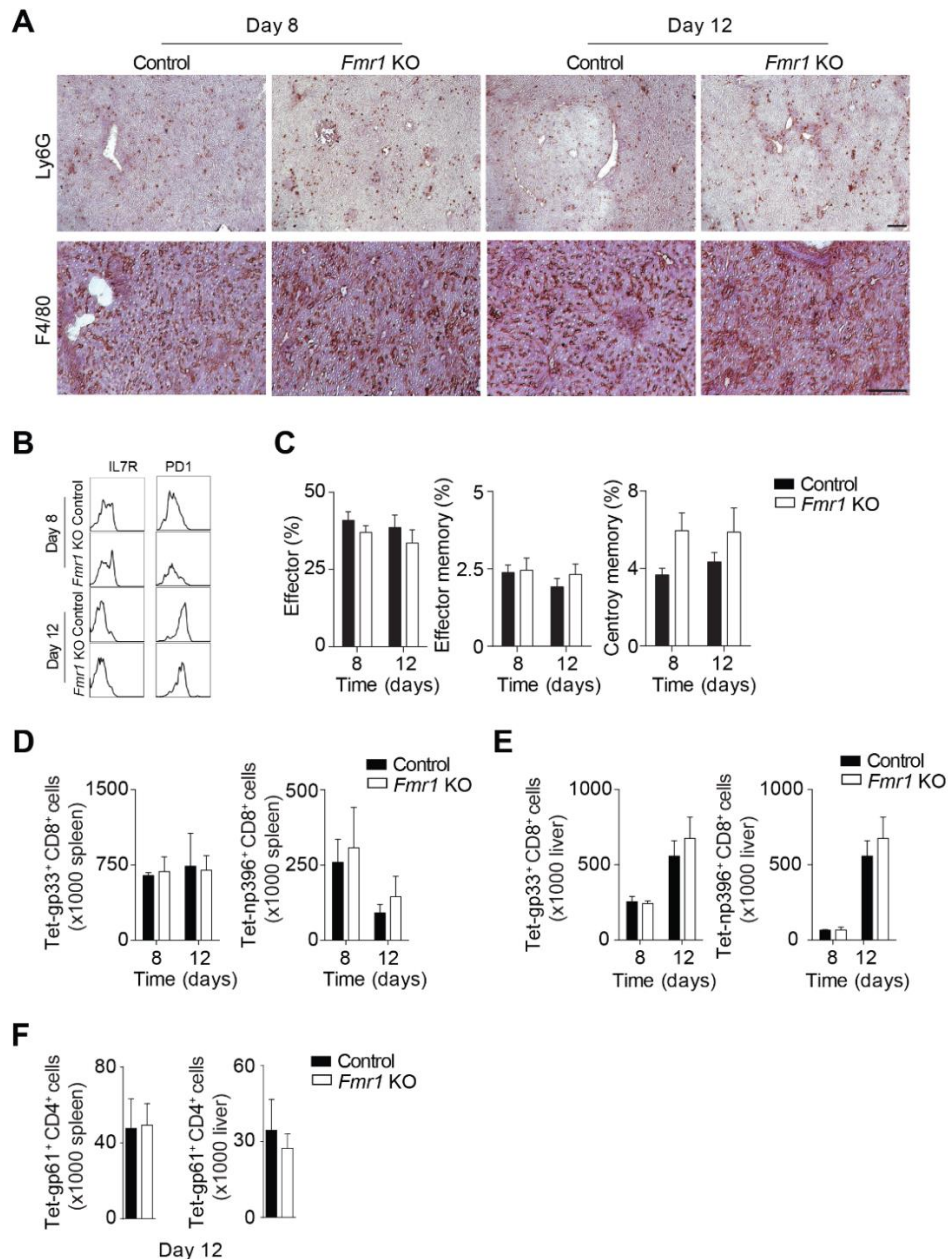 A
Day 8
Day 12
Control
Fmr1 KO
Control
Fmr1 KO
Ly6G
F4/80
B
IL7R
PD1
Day 8
Control
Fmr1 KO
Day 12
Control
Fmr1 KO
C
Effector (%)
50
25
0
8
12
Time (days)
Effector memory (%)
5
2.5
0
8
12
Time (days)
Centroy memory (%)
8
4
0
8
12
Time (days)
Control
Fmr1 KO
D
Tet-gp33+ CD8+ cells
(x1000 spleen)
1500
750
0
8
12
Time (days)
Tet-np396+ CD8+ cells
(x1000 spleen)
500
250
0
8
12
Time (days)
Control
Fmr1 KO
E
Tet-gp33+ CD8+ cells
(x1000 liver)
1000
500
0
8
12
Time (days)
Tet-np396+ CD8+ cells
(x1000 liver)
1000
500
0
8
12
Time (days)
Control
Fmr1 KO
F
Tet-gp61+ CD4+ cells
(x1000 spleen)
80
40
0
Tet-gp61+ CD4+ cells
(x1000 liver)
60
30
0
Control
Fmr1 KO
Day 12